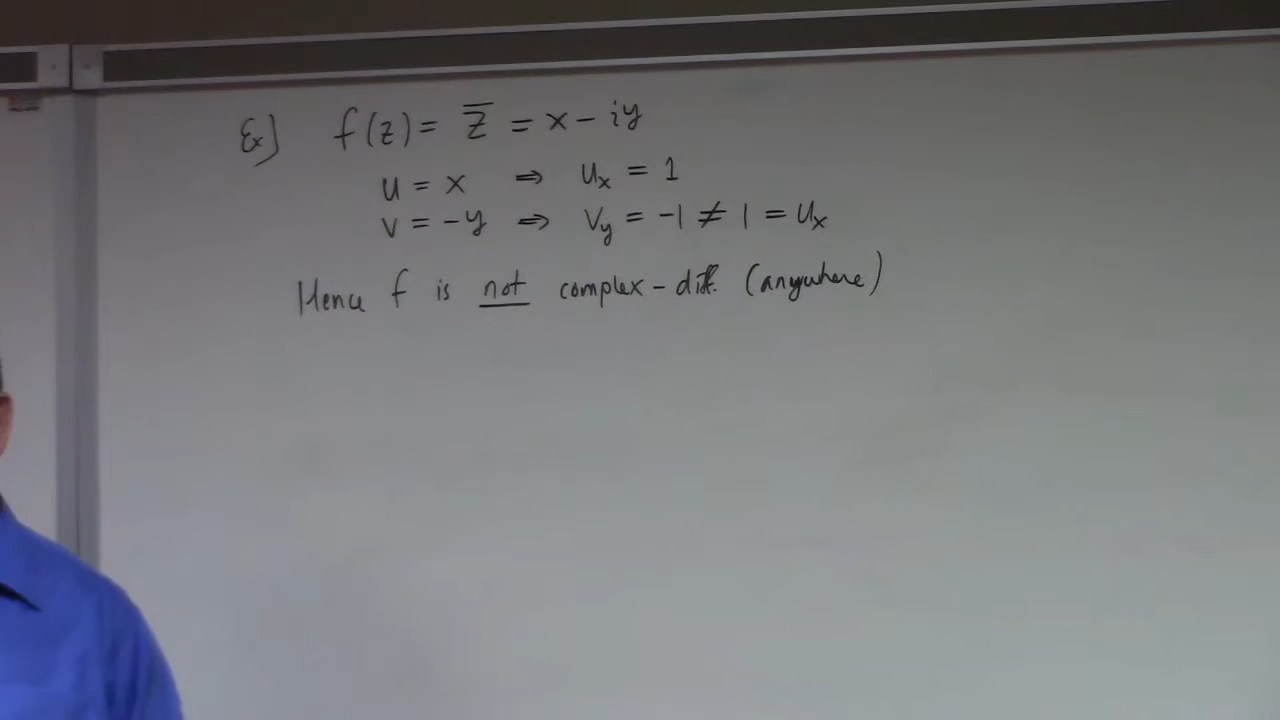 Ex] f(z) = z̅ = x - iy
u = x ⇒ uₓ = 1
v = -y ⇒ v_y = -1 ≠ 1 = uₓ
Hence f is not complex-diff. (anywhere)